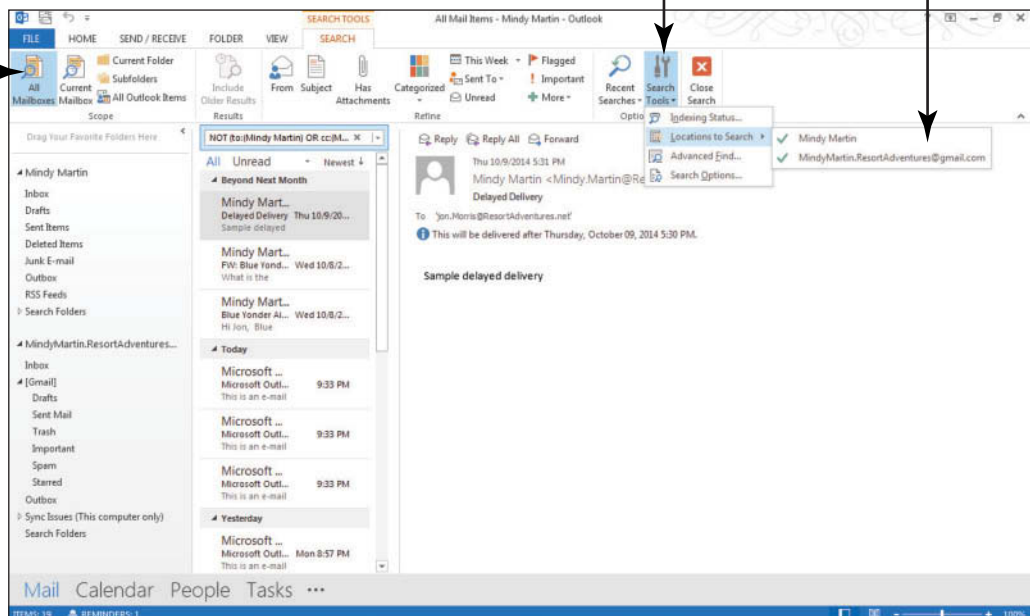 SEARCH TOOLS
All Mail Items - Mindy Martin - Outlook
FILE HOME SEND / RECEIVE FOLDER VIEW SEARCH
All Mailboxes
Current Mailbox
Current Folder
Subfolders
All Outlook Items
Scope
Include Older Results
Results
From
Subject
Has Attachments
Categorized
This Week
Sent To
Unread
Flagged
Important
More
Refine
Recent Searches
Search Tools
Close Search
Optio
Indexing Status...
Locations to Search
Advanced Find...
Search Options...
Mindy Martin
MindyMartin.ResortAdventures@gmail.com
Drag Your Favorite Folders Here
Mindy Martin
Inbox
Drafts
Sent Items
Deleted Items
Junk E-mail
Outbox
RSS Feeds
Search Folders
MindyMartin.ResortAdventures...
Inbox
[Gmail]
Drafts
Sent Mail
Trash
Important
Spam
Starred
Outbox
Sync Issues (This computer only)
Search Folders
NOT (to:(Mindy Martin) OR cc:(M...
All Unread Newest
Beyond Next Month
Mindy Mart...
Delayed Delivery Thu 10/9/20...
Sample delayed
Mindy Mart...
FW: Blue Yond... Wed 10/8/2...
What is the
Mindy Mart...
Blue Yonder Ai... Wed 10/8/2...
Hi Jon, Blue
Today
Microsoft ...
Microsoft Outl... 9:33 PM
This is an e-mail
Microsoft ...
Microsoft Outl... 9:33 PM
This is an e-mail
Microsoft ...
Microsoft Outl... 9:33 PM
This is an e-mail
Yesterday
Microsoft ...
Microsoft Outl... Mon 8:57 PM
This is an e-mail
Reply Reply All Forward
Thu 10/9/2014 5:31 PM
Mindy Martin <Mindy.Martin@Re
Delayed Delivery
To 'Jon.Morris@ResortAdventures.net'
This will be delivered after Thursday, October 09, 2014 5:30 PM.
Sample delayed delivery
Mail Calendar People Tasks ...
ITEMS: 19 REMINDERS: 1
100%